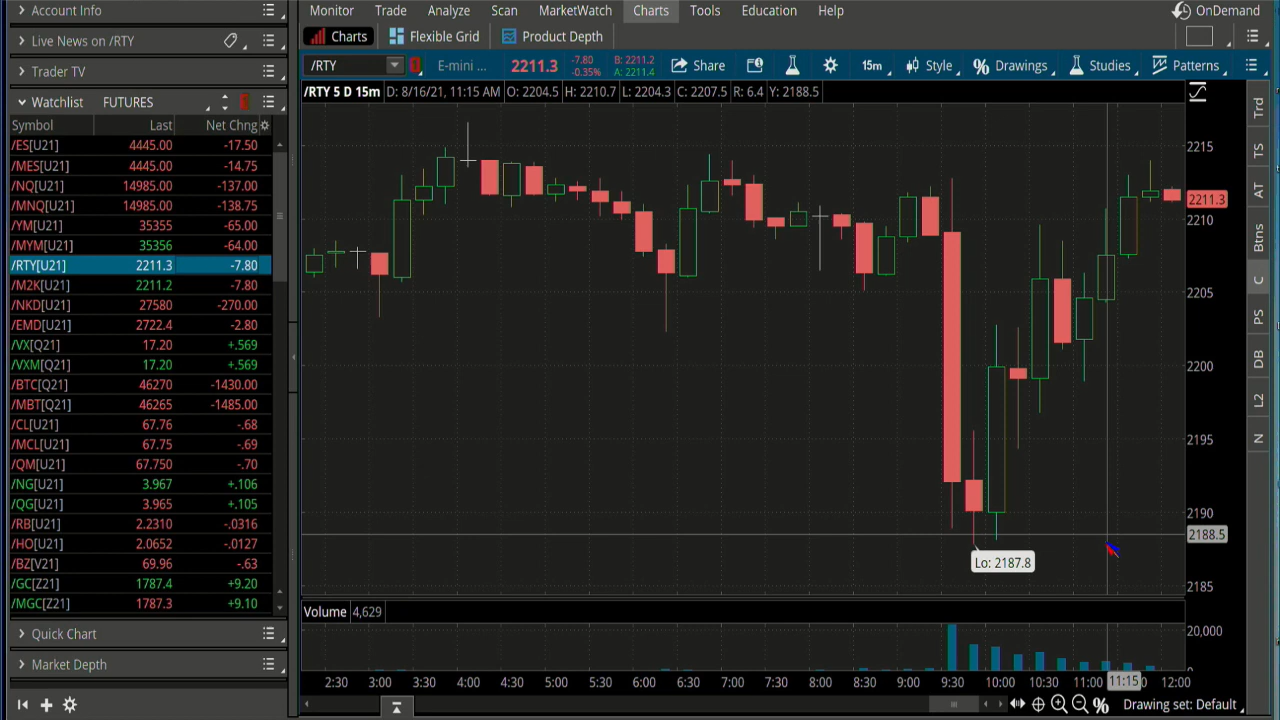 Account Info
Monitor Trade Analyze Scan MarketWatch Charts Tools Education Help OnDemand
Live News on /RTY
Charts Flexible Grid Product Depth
Trader TV
/RTY E-mini ... 2211.3 -7.80 -0.35% B: 2211.2 A: 2211.4 Share 15m Style Drawings Studies Patterns
Watchlist FUTURES
/RTY 5 D 15m D: 8/16/21, 11:15 AM O: 2204.5 H: 2210.7 L: 2204.3 C: 2207.5 R: 6.4 Y: 2188.5
Symbol Last Net Chng
/ES[U21] 4445.00 -17.50
/MES[U21] 4445.00 -14.75
/NQ[U21] 14985.00 -137.00
/MNQ[U21] 14985.00 -138.75
/YM[U21] 35355 -65.00
/MYM[U21] 35356 -64.00
/RTY[U21] 2211.3 -7.80
/M2K[U21] 2211.2 -7.80
/NKD[U21] 27580 -270.00
/EMD[U21] 2722.4 -2.80
/VX[Q21] 17.20 +.569
/VXM[Q21] 17.20 +.569
/BTC[Q21] 46270 -1430.00
/MBT[Q21] 46265 -1485.00
/CL[U21] 67.76 -.68
/MCL[U21] 67.75 -.69
/QM[U21] 67.750 -.70
/NG[U21] 3.967 +.106
/QG[U21] 3.965 +.105
/RB[U21] 2.2310 -.0316
/HO[U21] 2.0652 -.0127
/BZ[V21] 69.96 -.63
/GC[Z21] 1787.4 +9.20
/MGC[Z21] 1787.3 +9.10
Quick Chart
Market Depth
2215
2211.3
2210
2205
2200
2195
2190
2188.5
2185
Lo: 2187.8
Volume 4,629
20,000
0
2:30 3:00 4:00 4:30 5:00 5:30 6:00 6:30 7:00 7:30 8:00 8:30 9:00 9:30 10:00 10:30 11:00 11:15 12:00
Drawing set: Default
Trd
TS
AT
Btns
C
PS
DB
L2
N